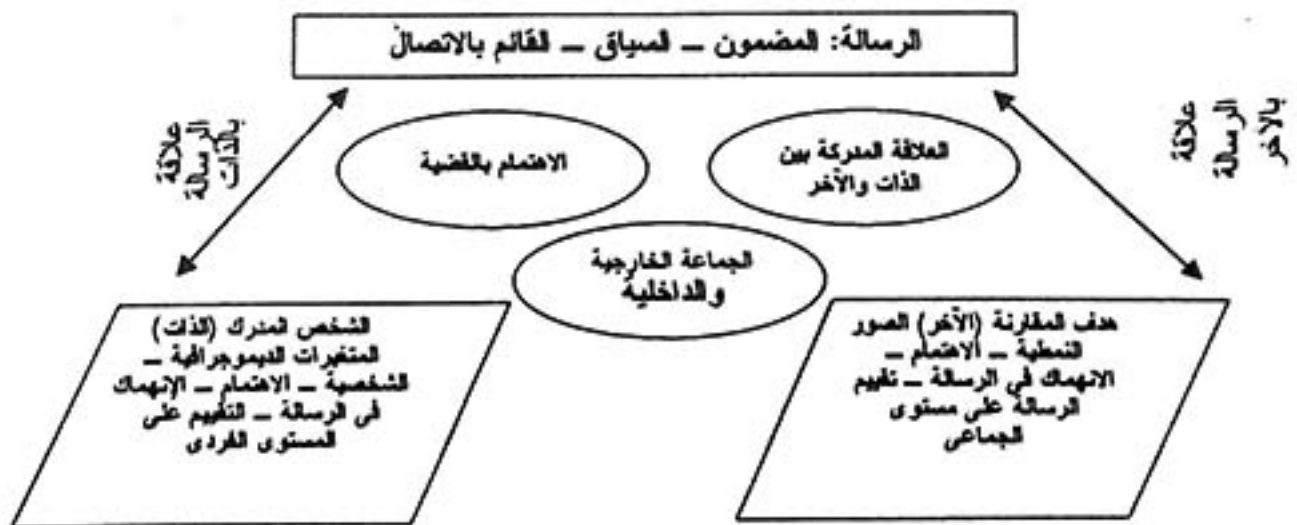 الرسالة: المضمون – السياق – القائم بالاتصال
علاقة
الرسالة
بالآخر
علاقة
الرسالة
بالذات
العلاقة المدركة بين
الذات والآخر
الاهتمام بالقضية
الجماعة الخارجية
والداخلية
هدف المقارنة (الآخر) الصور
النمطية – الاهتمام –
الانهماك فى الرسالة – تقييم
الرسالة على مستوى
الجماعى
الشخص المدرك (الذات)
المتغيرات الديموجرافية –
الشخصية – الاهتمام – الإنهماك
فى الرسالة – التقييم على
المستوى الفردى